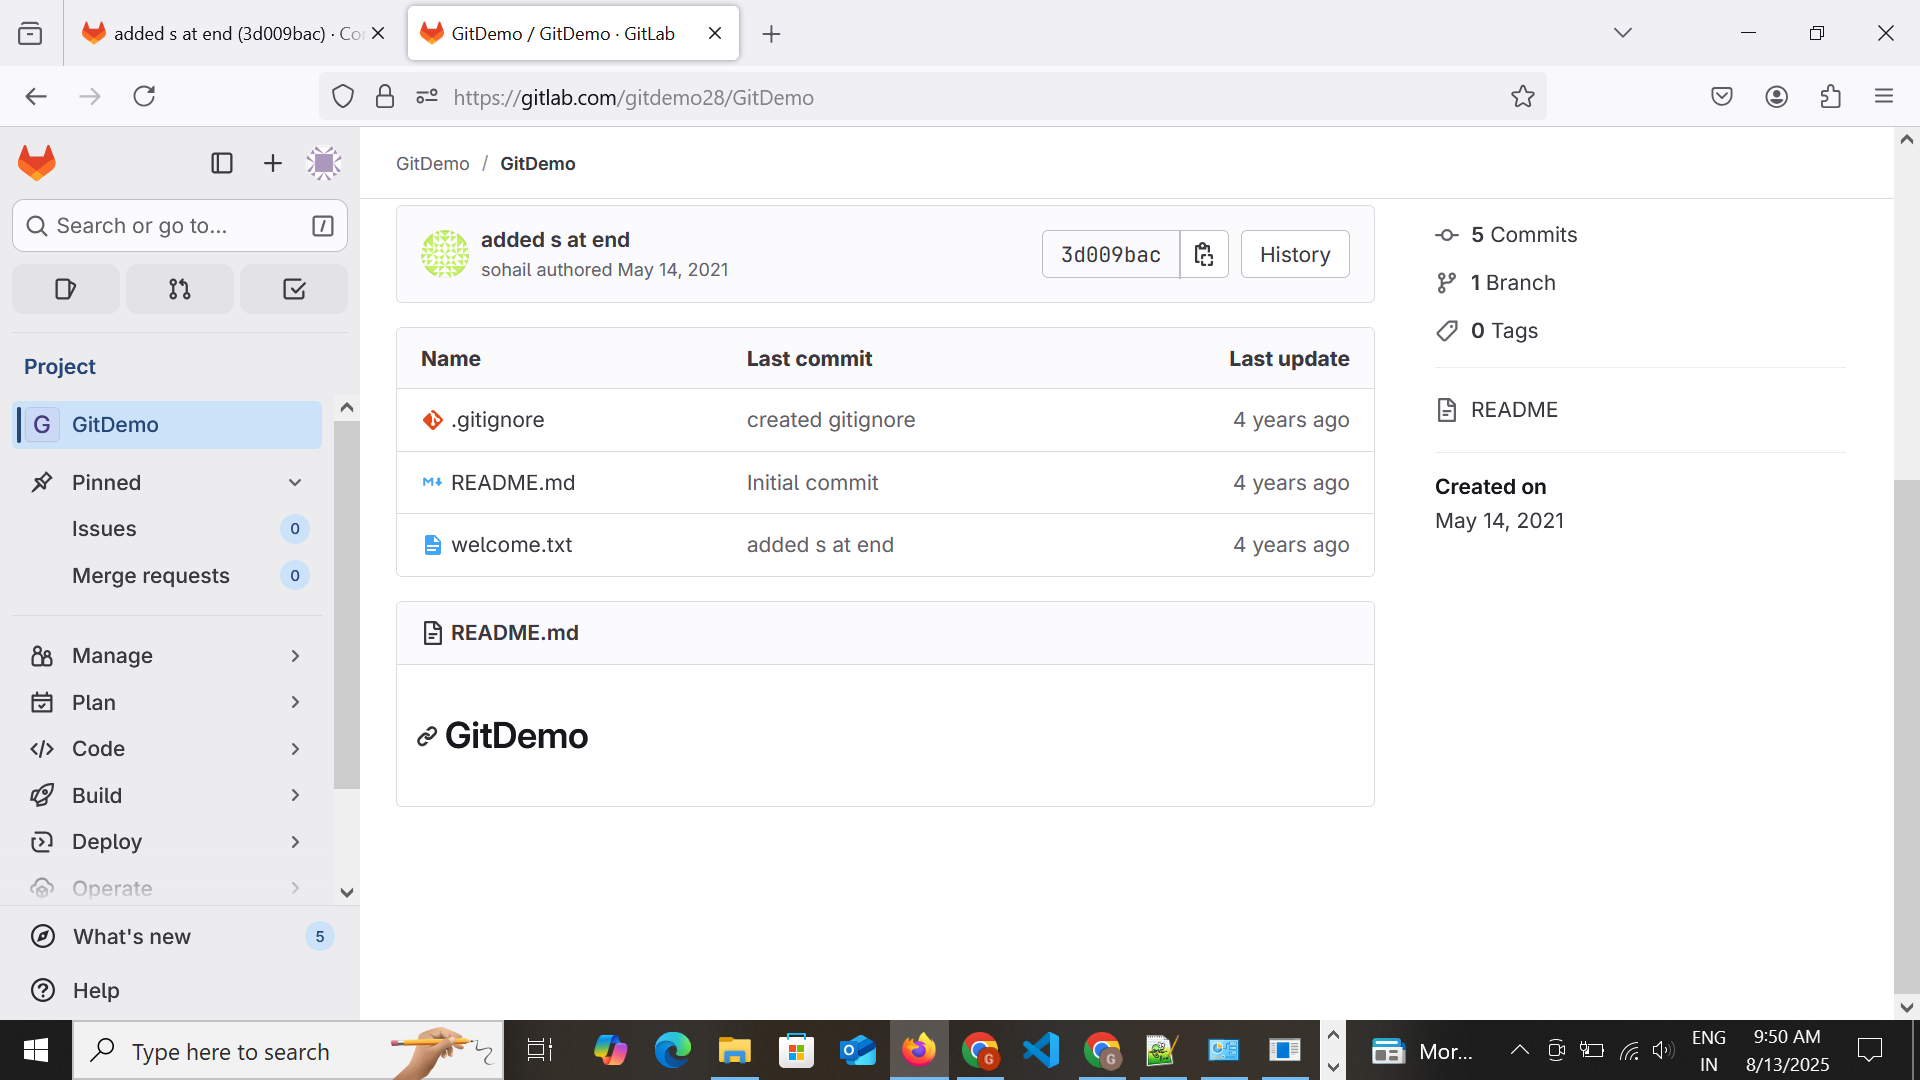 added s at end (3d009bac) · Co
GitDemo / GitDemo · GitLab
https://gitlab.com/gitdemo28/GitDemo
GitDemo / GitDemo
Search or go to... /
Project
G GitDemo
Pinned
Issues 0
Merge requests 0
Manage
Plan
Code
Build
Deploy
Operate
What's new 5
Help
added s at end
sohail authored May 14, 2021
3d009bac
History
Name Last commit Last update
.gitignore created gitignore 4 years ago
README.md Initial commit 4 years ago
welcome.txt added s at end 4 years ago
README.md
GitDemo
5 Commits
1 Branch
0 Tags
README
Created on
May 14, 2021
Type here to search
Mor...
ENG
IN
9:50 AM
8/13/2025